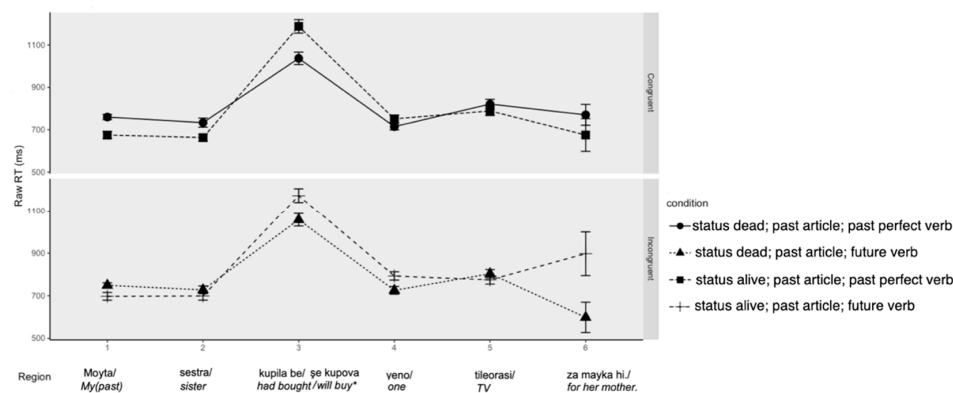 1100
900
700
500
Congruent
1100
900
700
500
Incongruent
Raw RT (ms)
1 2 3 4 5 6
Region
Moyta/ sestra/ kupila be/ şe kupova yeno/ tileorasi/ za mayka hi./
My(past) sister had bought/will buy* one TV for her mother.
condition
status dead; past article; past perfect verb
status dead; past article; future verb
status alive; past article; past perfect verb
status alive; past article; future verb